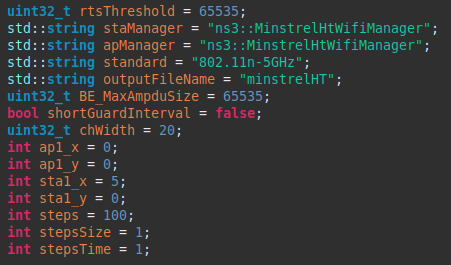 uint32_t rtsThreshold = 65535;
std::string staManager = "ns3::MinstrelHtWifiManager";
std::string apManager = "ns3::MinstrelHtWifiManager";
std::string standard = "802.11n-5GHz";
std::string outputFileName = "minstrelHT";
uint32_t BE_MaxAmpduSize = 65535;
bool shortGuardInterval = false;
uint32_t chWidth = 20;
int ap1_x = 0;
int ap1_y = 0;
int sta1_x = 5;
int sta1_y = 0;
int steps = 100;
int stepsSize = 1;
int stepsTime = 1;